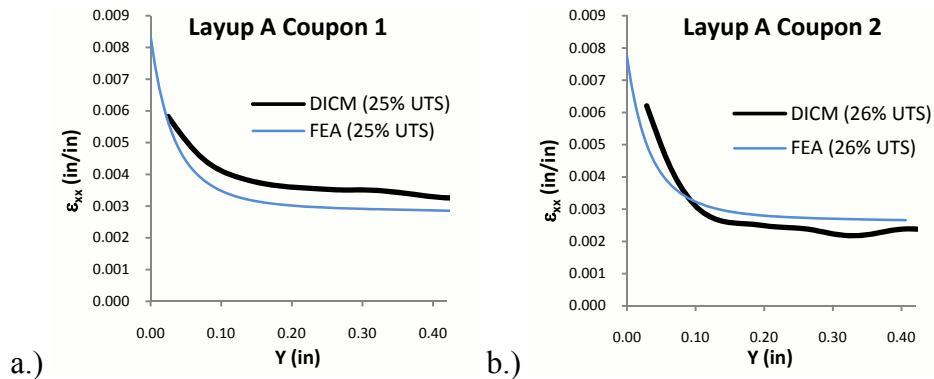 Layup A Coupon 1
0.009
0.008
0.007
0.006
0.005
0.004
0.003
0.002
0.001
0.000
εxx (in/in)
DICM (25% UTS)
FEA (25% UTS)
0.00 0.10 0.20 0.30 0.40
Y (in)
a.)
Layup A Coupon 2
0.009
0.008
0.007
0.006
0.005
0.004
0.003
0.002
0.001
0.000
εxx (in/in)
DICM (26% UTS)
FEA (26% UTS)
0.00 0.10 0.20 0.30 0.40
Y (in)
b.)